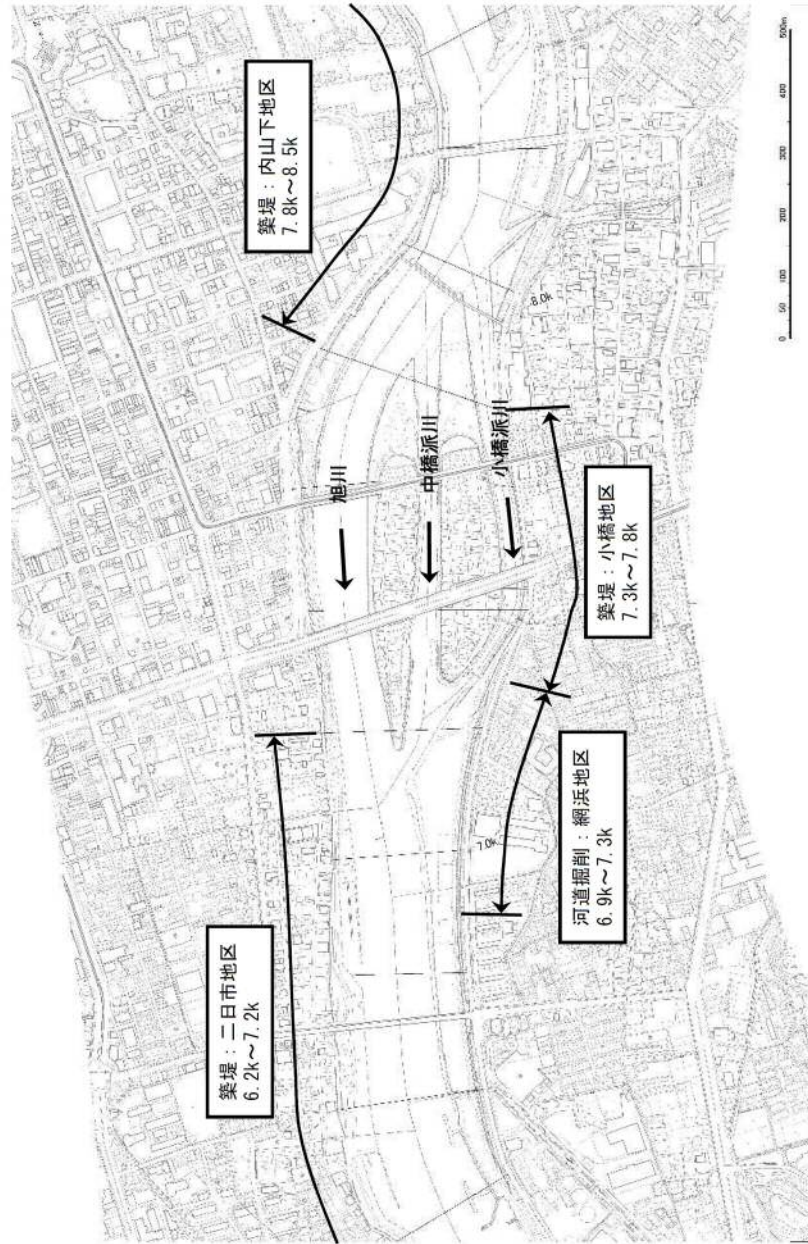 築堤：二日市地区
6.2k～7.2k
築堤：内山下地区
7.8k～8.5k
旭川
中橋派川
小橋派川
8.0k
7.0k
河道掘削：網浜地区
6.9k～7.3k
築堤：小橋地区
7.3k～7.8k
0 50 100 200 300 400 500m